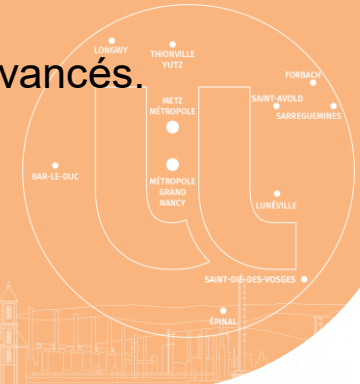 vancés.
LONGWY
THIONVILLE
YUTZ
FORBACH
METZ
MÉTROPOLE
SAINT-AVOLD
SARREGUEMINES
BAR-LE-DUC
MÉTROPOLE
GRAND
NANCY
LUNÉVILLE
SAINT-DIÉ-DES-VOSGES
ÉPINAL